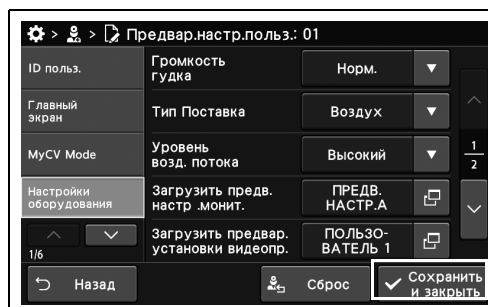 > > Предвар.настр.польз.: 01
ID польз.
Главный
экран
MyCV Mode
Настройки
оборудования
1/6
Громкость
гудка
Норм.
Тип Поставка
Воздух
Уровень
возд. потока
Высокий
Загрузить предв.
настр .монит.
ПРЕДВ.
НАСТР.А
Загрузить предвар.
установки видеопр.
ПОЛЬЗО-
ВАТЕЛЬ 1
1
2
Назад
Сброс
Сохранить
и закрыть